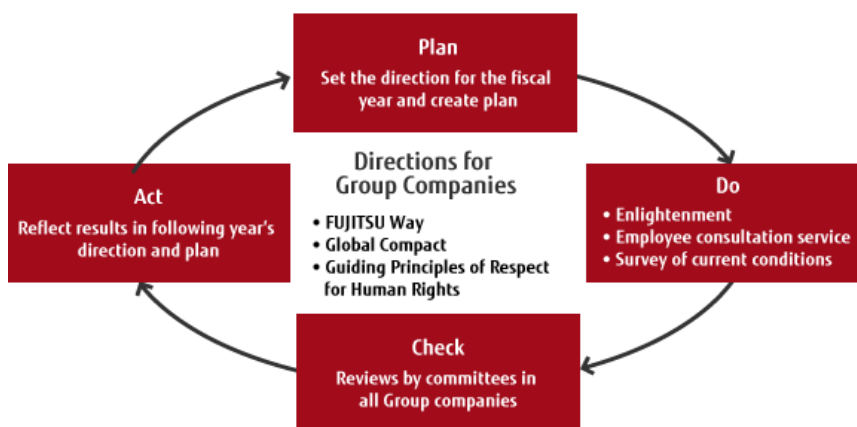 Plan
Set the direction for the fiscal
year and create plan
Directions for
Group Companies
• FUJITSU Way
• Global Compact
• Guiding Principles of Respect
for Human Rights
Do
• Enlightenment
• Employee consultation service
• Survey of current conditions
Check
Reviews by committees in
all Group companies
Act
Reflect results in following year's
direction and plan